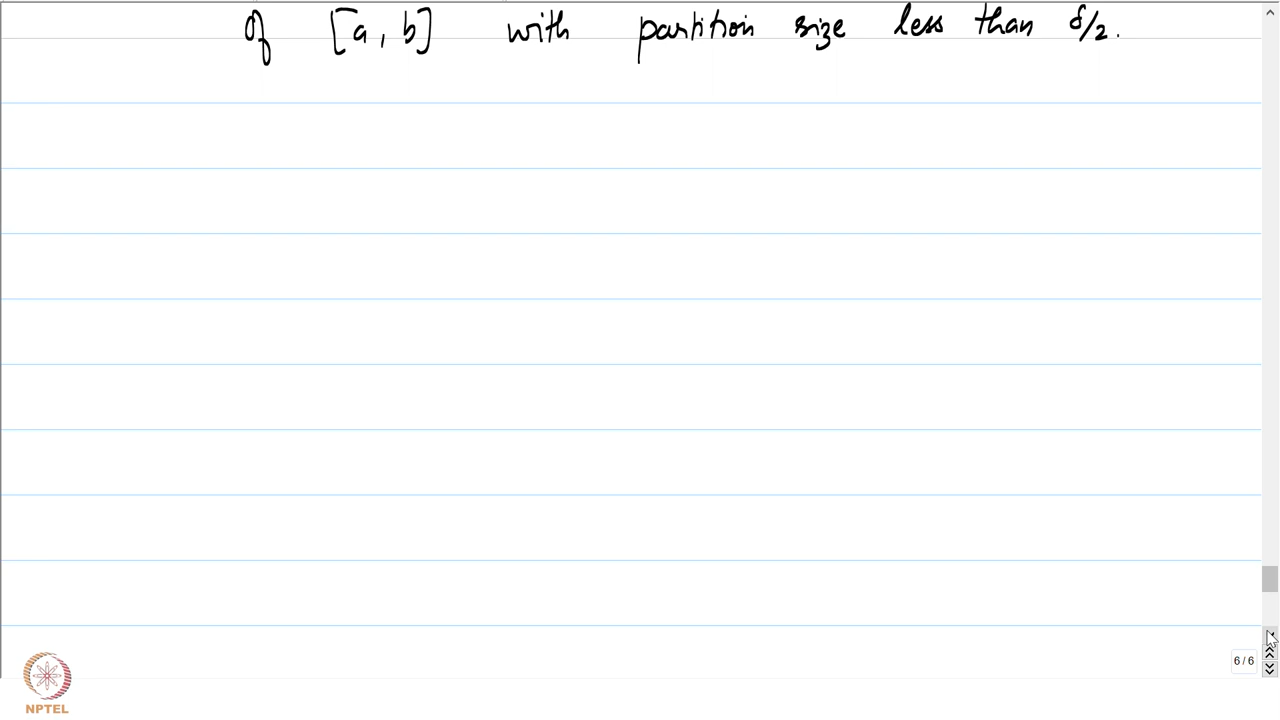 of [a, b] with partition size less than δ/2.
6 / 6
NPTEL